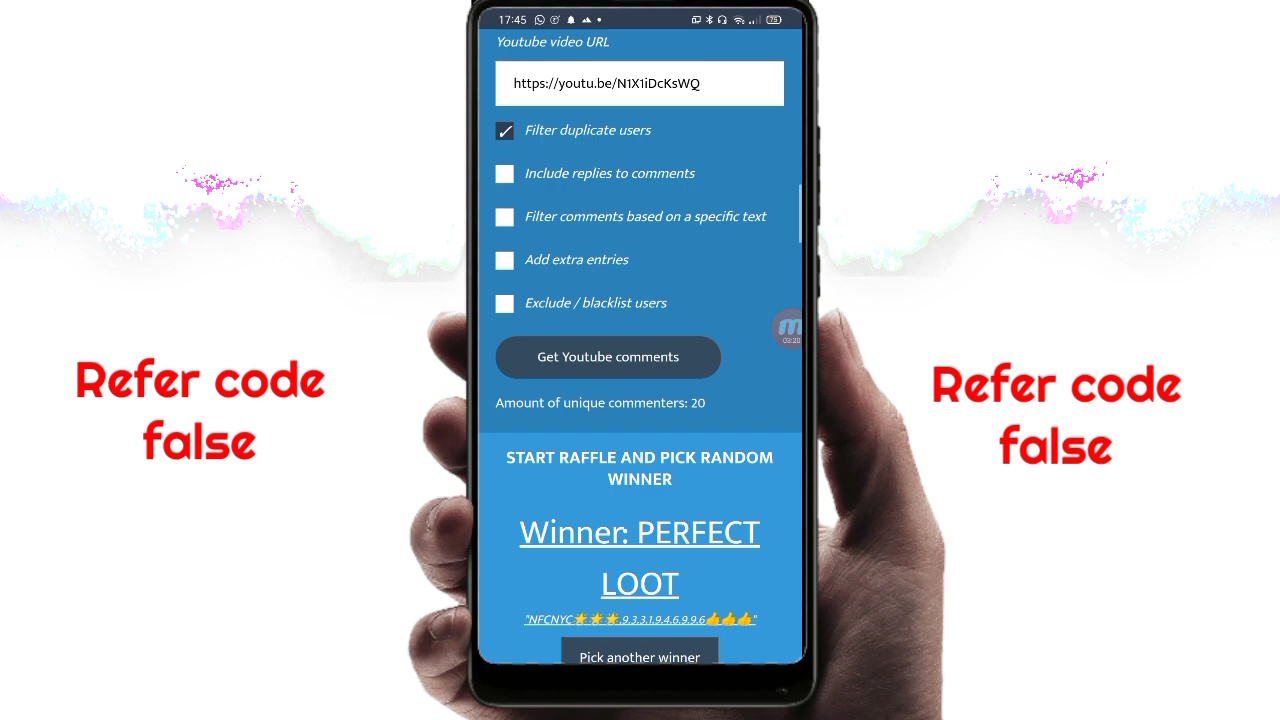 17:45
75
Youtube video URL
https://youtu.be/N1X1iDcKsWQ
Filter duplicate users
Include replies to comments
Filter comments based on a specific text
Add extra entries
Exclude / blacklist users
03:20
Get Youtube comments
Amount of unique commenters: 20
START RAFFLE AND PICK RANDOM
WINNER
Winner: PERFECT
LOOT
"NFCNYC🌟🌟🌟.9.3.3.1.9.4.6.9.9.6👍👍👍"
Pick another winner
Refer code
false
Refer code
false